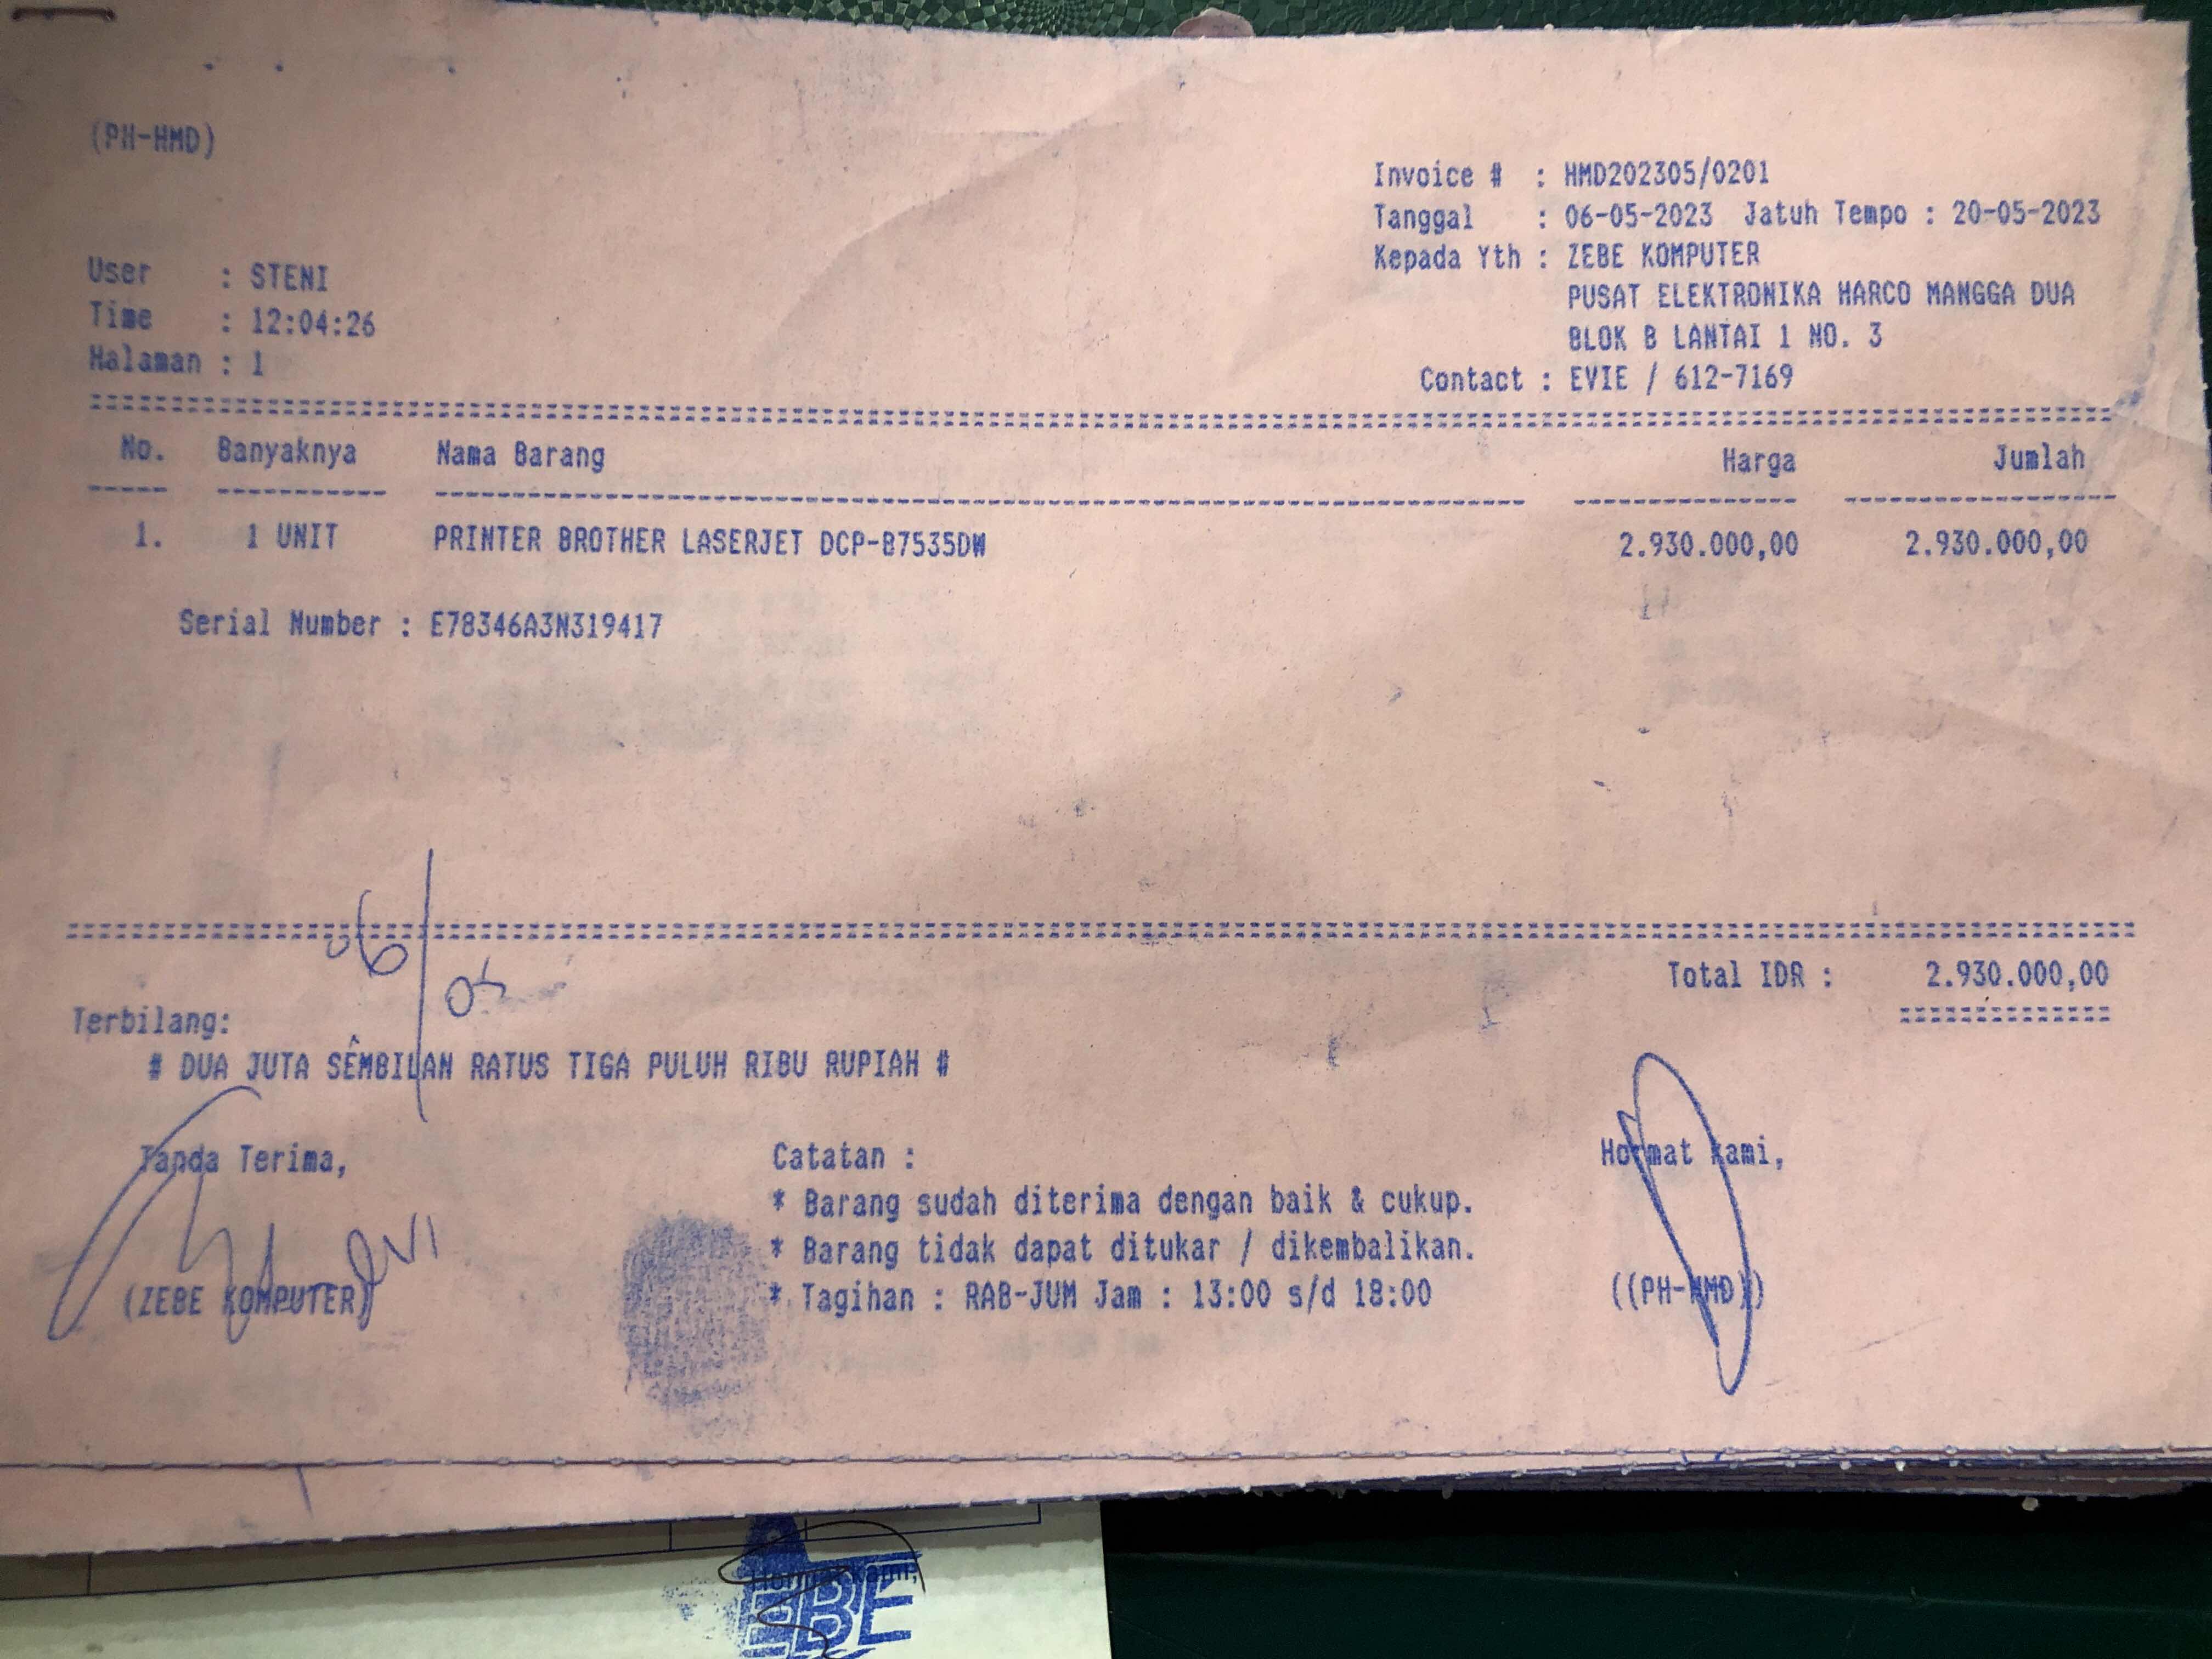 (PH-HMD)
Invoice # : HMD202305/0201
Tanggal : 06-05-2023 Jatuh Tempo : 20-05-2023
Kepada Yth : ZEBE KOMPUTER
PUSAT ELEKTRONIKA HARCO MANGGA DUA
BLOK B LANTAI 1 NO. 3
Contact : EVIE / 612-7169
User : STENI
Time : 12:04:26
Halaman : 1
No. Banyaknya Nama Barang Harga Jumlah
1. 1 UNIT PRINTER BROTHER LASERJET DCP-B7535DW 2.930.000,00 2.930.000,00
Serial Number : E78346A3N319417
06/05
Total IDR : 2.930.000,00
Terbilang:
# DUA JUTA SEMBILAN RATUS TIGA PULUH RIBU RUPIAH #
Tanda Terima,
(ZEBE KOMPUTER)
Catatan :
* Barang sudah diterima dengan baik & cukup.
* Barang tidak dapat ditukar / dikembalikan.
* Tagihan : RAB-JUM Jam : 13:00 s/d 18:00
Hormat kami,
((PH-HMD))
Hormat kami,
EBE